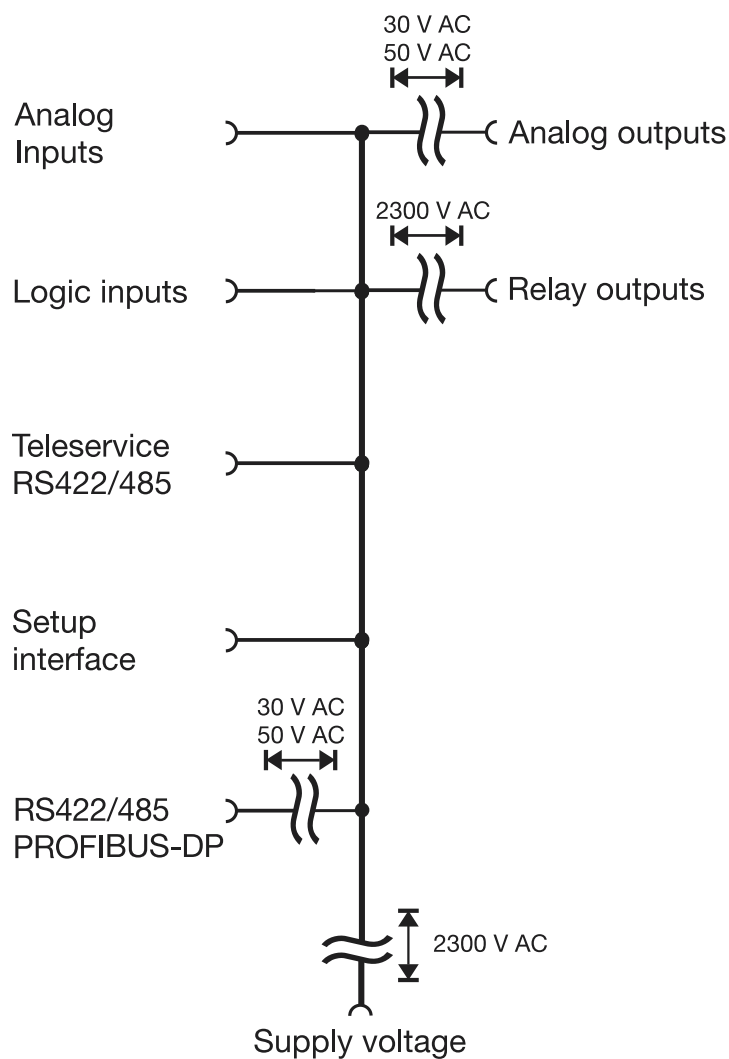 30 V AC
50 V AC
Analog
Inputs
Analog outputs
2300 V AC
Logic inputs
Relay outputs
Teleservice
RS422/485
Setup
interface
30 V AC
50 V AC
RS422/485
PROFIBUS-DP
2300 V AC
Supply voltage